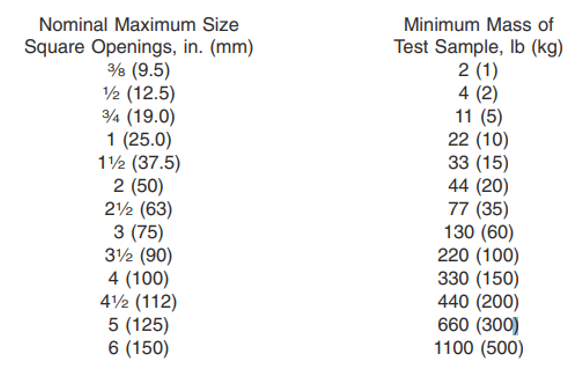 Nominal Maximum Size Minimum Mass of
Square Openings, in. (mm) Test Sample, lb (kg)
⅜ (9.5) 2 (1)
½ (12.5) 4 (2)
¾ (19.0) 11 (5)
1 (25.0) 22 (10)
1½ (37.5) 33 (15)
2 (50) 44 (20)
2½ (63) 77 (35)
3 (75) 130 (60)
3½ (90) 220 (100)
4 (100) 330 (150)
4½ (112) 440 (200)
5 (125) 660 (300)
6 (150) 1100 (500)